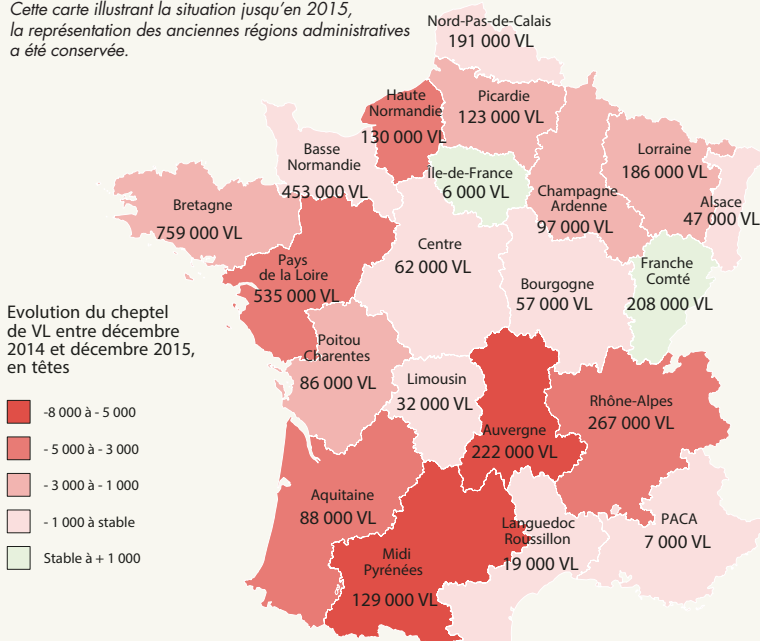 Cette carte illustrant la situation jusqu'en 2015,
la représentation des anciennes régions administratives
a été conservée.
Nord-Pas-de-Calais
191 000 VL
Haute
Normandie
130 000 VL
Picardie
123 000 VL
Basse
Normandie
453 000 VL
Île-de-France
6 000 VL
Lorraine
186 000 VL
Champagne
Ardenne
97 000 VL
Alsace
47 000 VL
Bretagne
759 000 VL
Centre
62 000 VL
Pays
de la Loire
535 000 VL
Bourgogne
57 000 VL
Franche
Comté
208 000 VL
Poitou
Charentes
86 000 VL
Limousin
32 000 VL
Auvergne
222 000 VL
Rhône-Alpes
267 000 VL
Aquitaine
88 000 VL
Midi
Pyrénées
129 000 VL
Languedoc
Roussillon
19 000 VL
PACA
7 000 VL
Evolution du cheptel
de VL entre décembre
2014 et décembre 2015,
en têtes
-8 000 à - 5 000
- 5 000 à - 3 000
- 3 000 à - 1 000
- 1 000 à stable
Stable à + 1 000